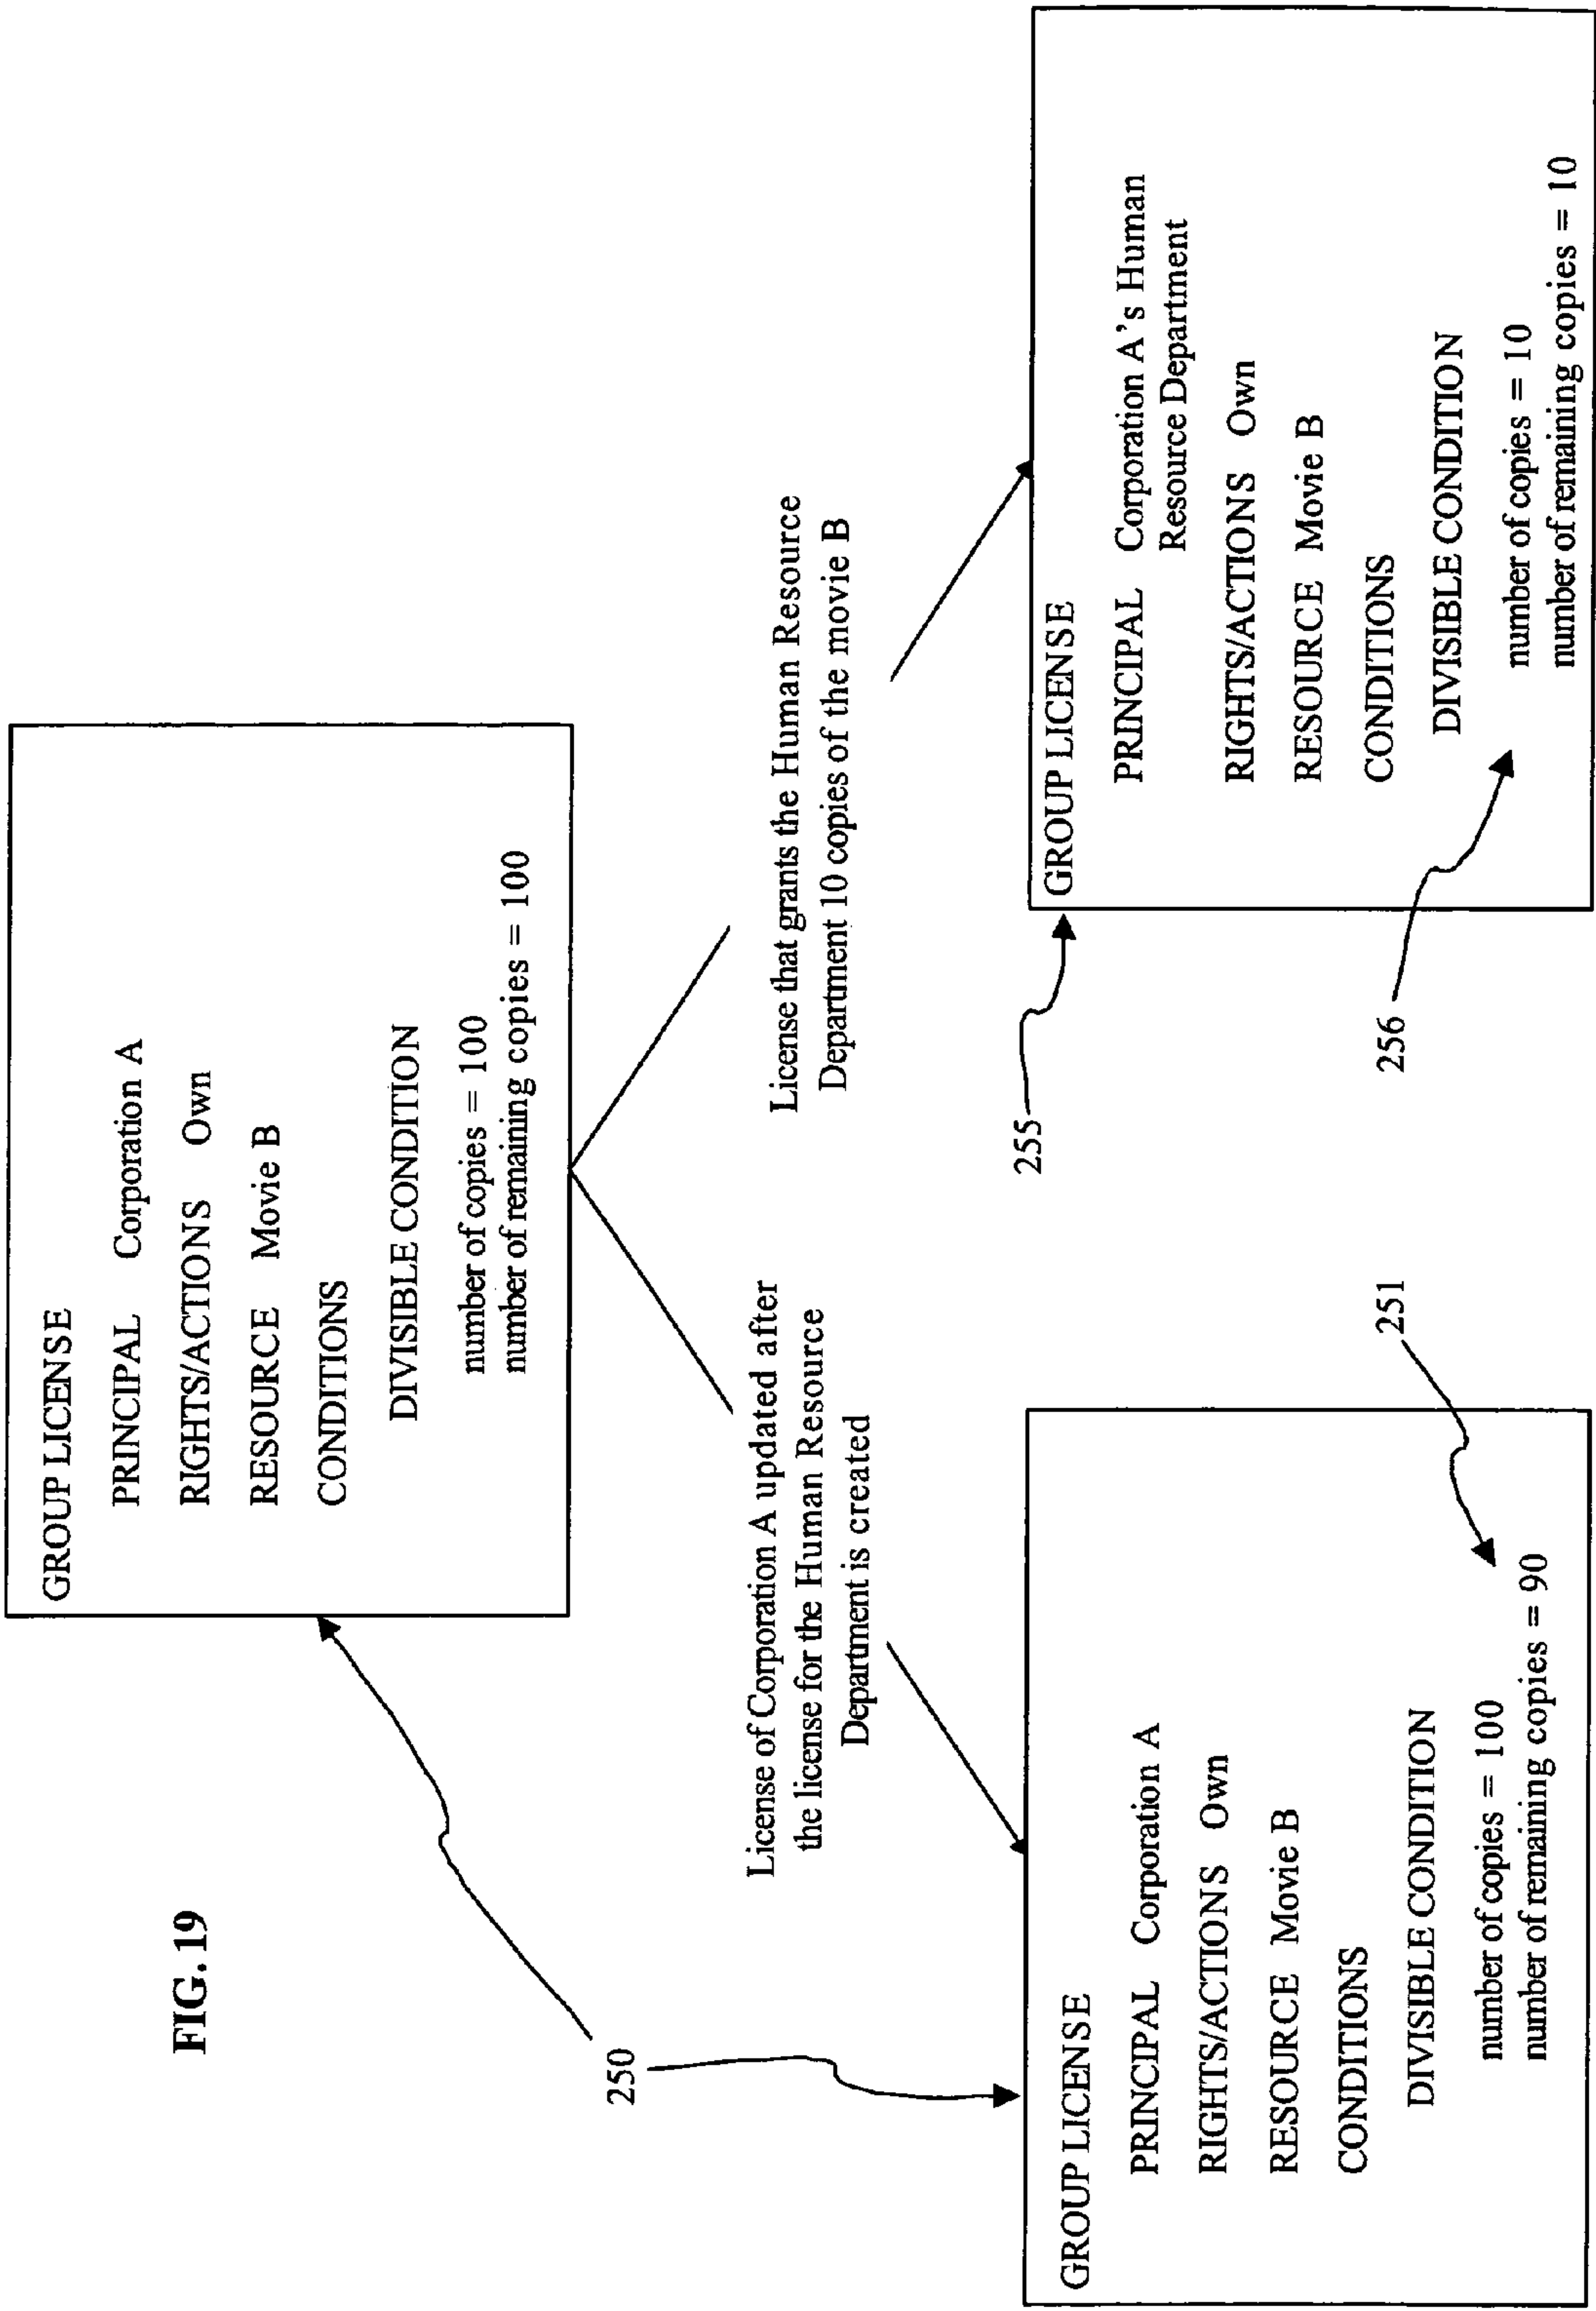 FIG. 19
GROUP LICENSE
PRINCIPAL Corporation A
RIGHTS/ACTIONS Own
RESOURCE Movie B
CONDITIONS
DIVISIBLE CONDITION
number of copies = 100
number of remaining copies = 100
250
License of Corporation A updated after
the license for the Human Resource
Department is created
License that grants the Human Resource
Department 10 copies of the movie B
GROUP LICENSE
PRINCIPAL Corporation A
RIGHTS/ACTIONS Own
RESOURCE Movie B
CONDITIONS
DIVISIBLE CONDITION
number of copies = 100
number of remaining copies = 90
251
255
GROUP LICENSE
PRINCIPAL Corporation A's Human
Resource Department
RIGHTS/ACTIONS Own
RESOURCE Movie B
CONDITIONS
DIVISIBLE CONDITION
number of copies = 10
number of remaining copies = 10
256